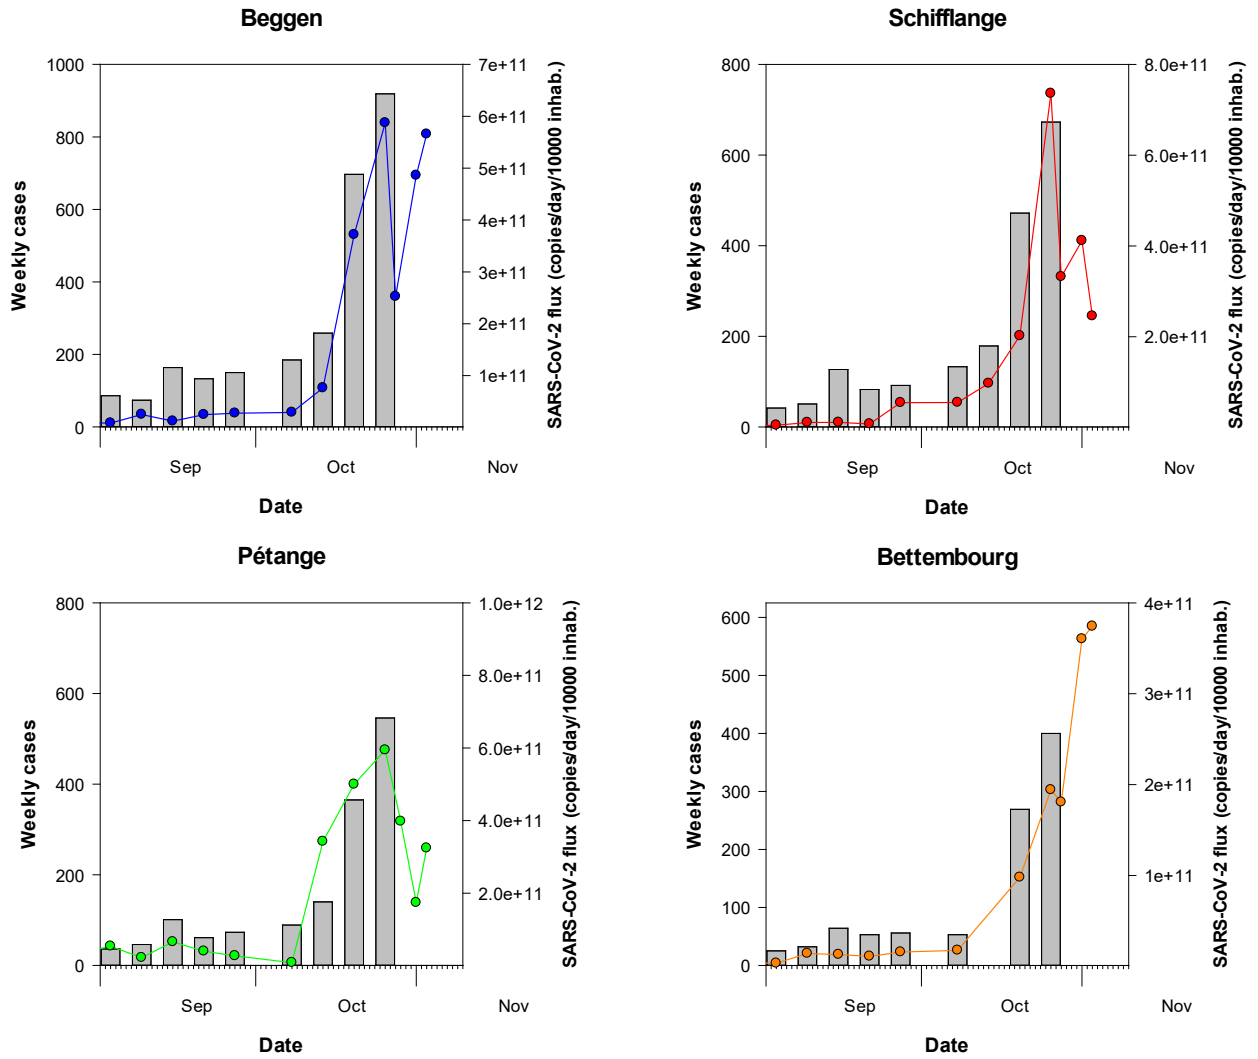 Beggen
Weekly cases
1000
800
600
400
200
0
7e+11
6e+11
5e+11
4e+11
3e+11
2e+11
1e+11
SARS-CoV-2 flux (copies/day/10000 inhab.)
Sep Oct Nov
Date
Schifflange
Weekly cases
800
600
400
200
0
8.0e+11
6.0e+11
4.0e+11
2.0e+11
SARS-CoV-2 flux (copies/day/10000 inhab.)
Sep Oct Nov
Date
Pétange
Weekly cases
800
600
400
200
0
1.0e+12
8.0e+11
6.0e+11
4.0e+11
2.0e+11
SARS-CoV-2 flux (copies/day/10000 inhab.)
Sep Oct Nov
Date
Bettembourg
Weekly cases
600
500
400
300
200
100
0
4e+11
3e+11
2e+11
1e+11
SARS-CoV-2 flux (copies/day/10000 inhab.)
Sep Oct Nov
Date